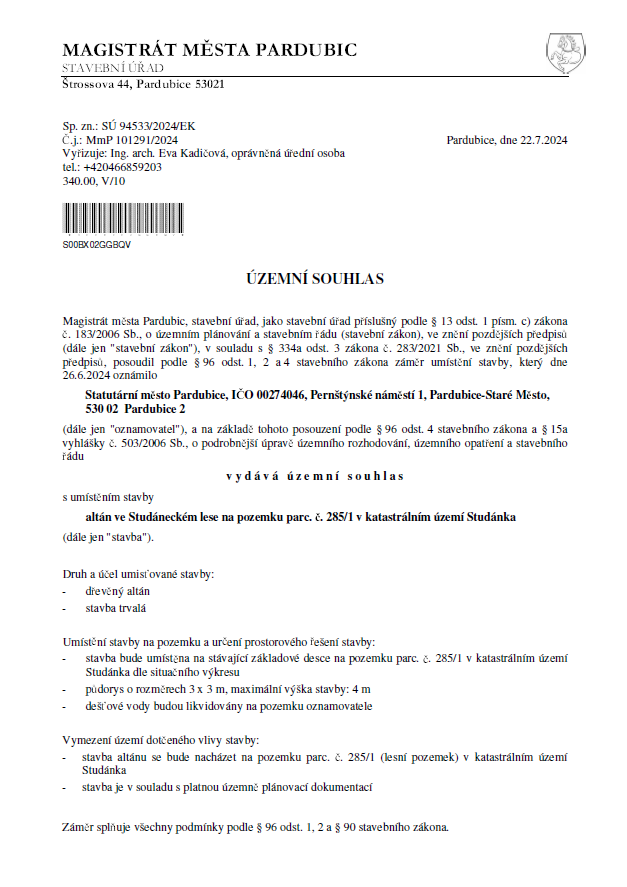 MAGISTRÁT MĚSTA PARDUBIC
STAVEBNÍ ÚŘAD
Štrossova 44, Pardubice 53021
Sp. zn.: SÚ 94533/2024/EK
Č.j.: MmP 101291/2024
Pardubice, dne 22.7.2024
Vyřizuje: Ing. arch. Eva Kadičová, oprávněná úřední osoba
tel.: +420466859203
340.00, V/10
S00BX02GGBQV
ÚZEMNÍ SOUHLAS
Magistrát města Pardubic, stavební úřad, jako stavební úřad příslušný podle § 13 odst. 1 písm. c) zákona
č. 183/2006 Sb., o územním plánování a stavebním řádu (stavební zákon), ve znění pozdějších předpisů
(dále jen "stavební zákon"), v souladu s § 334a odst. 3 zákona č. 283/2021 Sb., ve znění pozdějších
předpisů, posoudil podle § 96 odst. 1, 2 a 4 stavebního zákona záměr umístění stavby, který dne
26.6.2024 oznámilo
Statutární město Pardubice, IČO 00274046, Pernštýnské náměstí 1, Pardubice-Staré Město,
530 02 Pardubice 2
(dále jen "oznamovatel"), a na základě tohoto posouzení podle § 96 odst. 4 stavebního zákona a § 15a
vyhlášky č. 503/2006 Sb., o podrobnější úpravě územního rozhodování, územního opatření a stavebního
řádu
v y d á v á ú z e m n í s o u h l a s
s umístěním stavby
altán ve Studáneckém lese na pozemku parc. č. 285/1 v katastrálním území Studánka
(dále jen "stavba").
Druh a účel umisťované stavby:
- dřevěný altán
- stavba trvalá
Umístění stavby na pozemku a určení prostorového řešení stavby:
- stavba bude umístěna na stávající základové desce na pozemku parc. č. 285/1 v katastrálním území
Studánka dle situačního výkresu
- půdorys o rozměrech 3 x 3 m, maximální výška stavby: 4 m
- dešťové vody budou likvidovány na pozemku oznamovatele
Vymezení území dotčeného vlivy stavby:
- stavba altánu se bude nacházet na pozemku parc. č. 285/1 (lesní pozemek) v katastrálním území
Studánka
- stavba je v souladu s platnou územně plánovací dokumentací
Záměr splňuje všechny podmínky podle § 96 odst. 1, 2 a § 90 stavebního zákona.